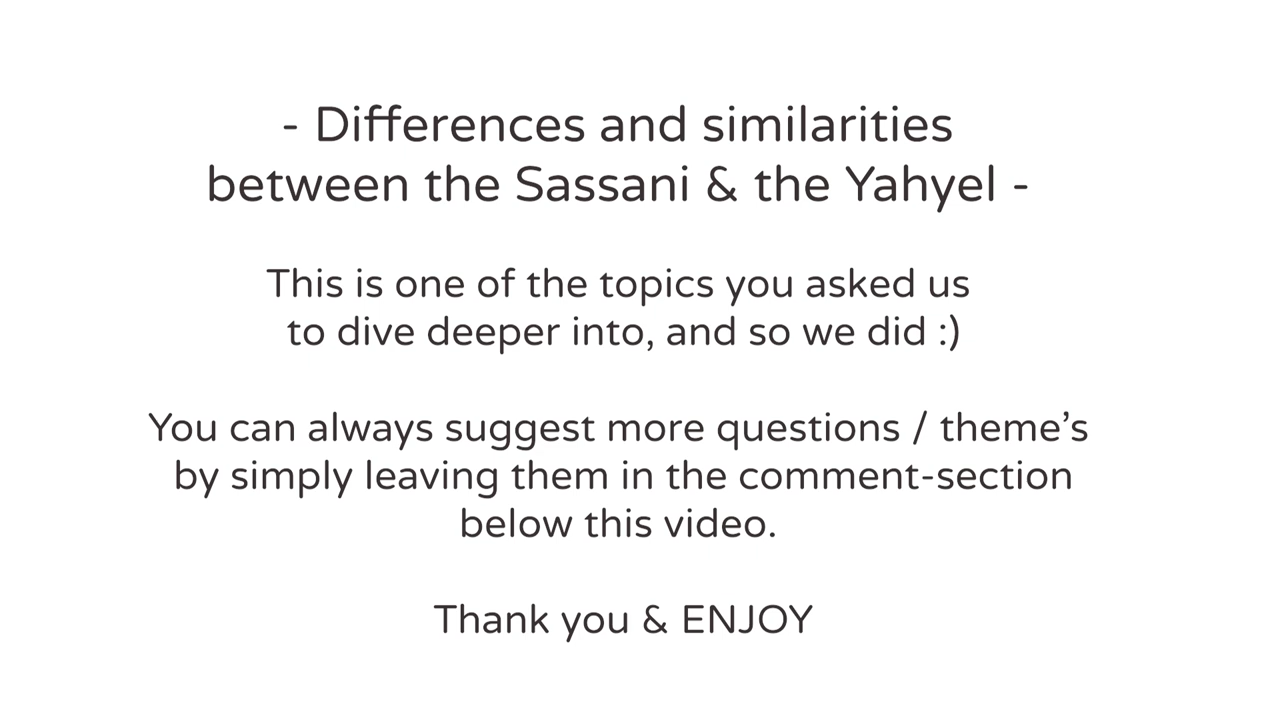 - Differences and similarities
between the Sassani & the Yahyel -
This is one of the topics you asked us
to dive deeper into, and so we did :)
You can always suggest more questions / theme’s
by simply leaving them in the comment-section
below this video.
Thank you & ENJOY